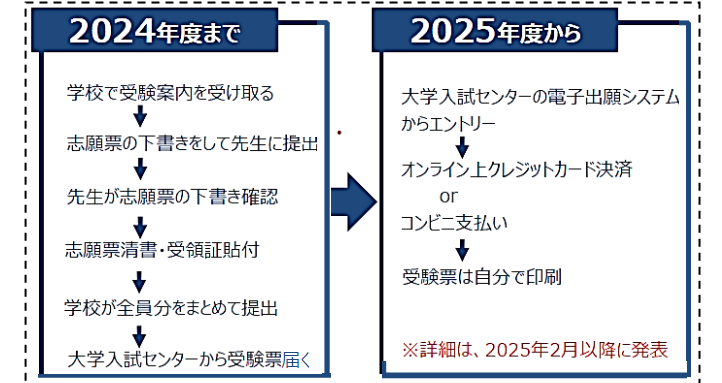 2024年度まで
学校で受験案内を受け取る
志願票の下書きをして先生に提出
先生が志願票の下書き確認
志願票清書・受領証貼付
学校が全員分をまとめて提出
大学入試センターから受験票届く
2025年度から
大学入試センターの電子出願システム
からエントリー
オンライン上クレジットカード決済
or
コンビニ支払い
受験票は自分で印刷
※詳細は、2025年2月以降に発表